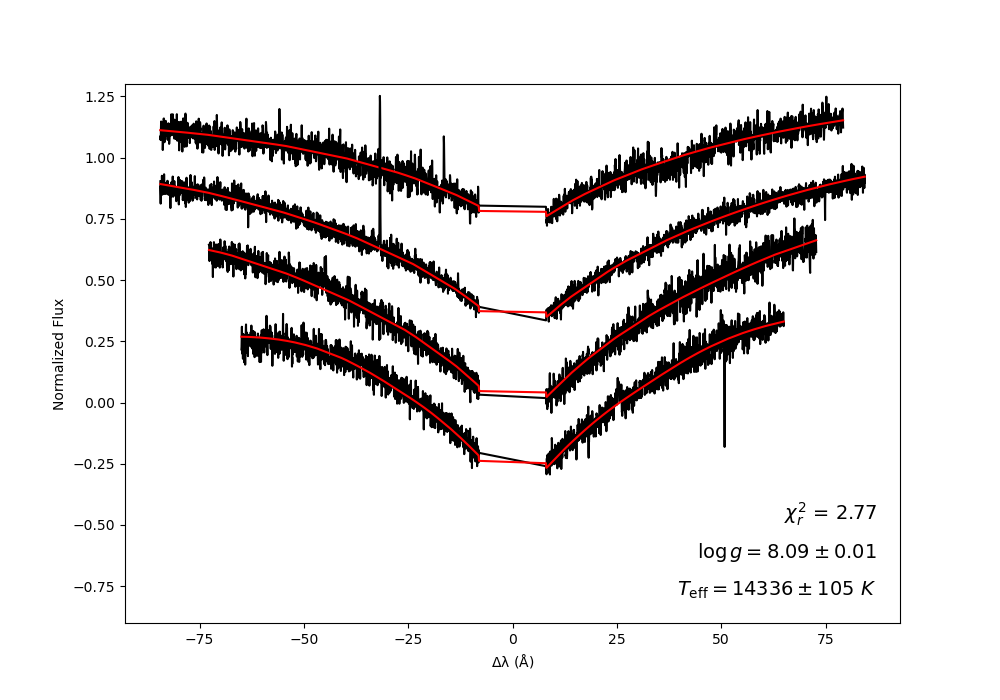 1.25
1.00
0.75
0.50
0.25
0.00
−0.25
−0.50
−0.75
Normalized Flux
χ²ᵣ = 2.77
log g = 8.09 ± 0.01
T_eff = 14336 ± 105 K
−75 −50 −25 0 25 50 75
Δλ (Å)